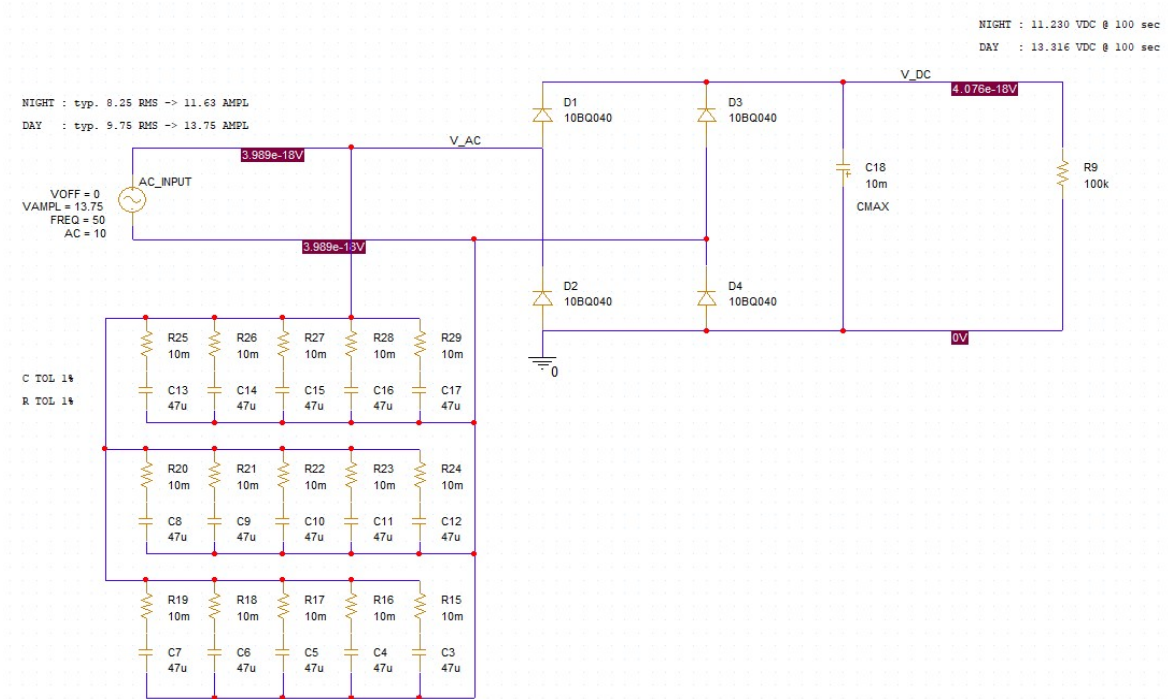 NIGHT : 11.230 VDC @ 100 sec
DAY : 13.316 VDC @ 100 sec
V_DC
4.076e-18V
NIGHT : typ. 8.25 RMS -> 11.63 AMPL
DAY : typ. 9.75 RMS -> 13.75 AMPL
D1
10BQ040
D3
10BQ040
V_AC
3.989e-18V
AC_INPUT
VOFF = 0
VAMPL = 13.75
FREQ = 50
AC = 10
C18
10m
CMAX
R9
100k
3.989e-18V
D2
10BQ040
D4
10BQ040
0V
0
R25
10m
R26
10m
R27
10m
R28
10m
R29
10m
C TOL 1%
R TOL 1%
C13
47u
C14
47u
C15
47u
C16
47u
C17
47u
R20
10m
R21
10m
R22
10m
R23
10m
R24
10m
C8
47u
C9
47u
C10
47u
C11
47u
C12
47u
R19
10m
R18
10m
R17
10m
R16
10m
R15
10m
C7
47u
C6
47u
C5
47u
C4
47u
C3
47u